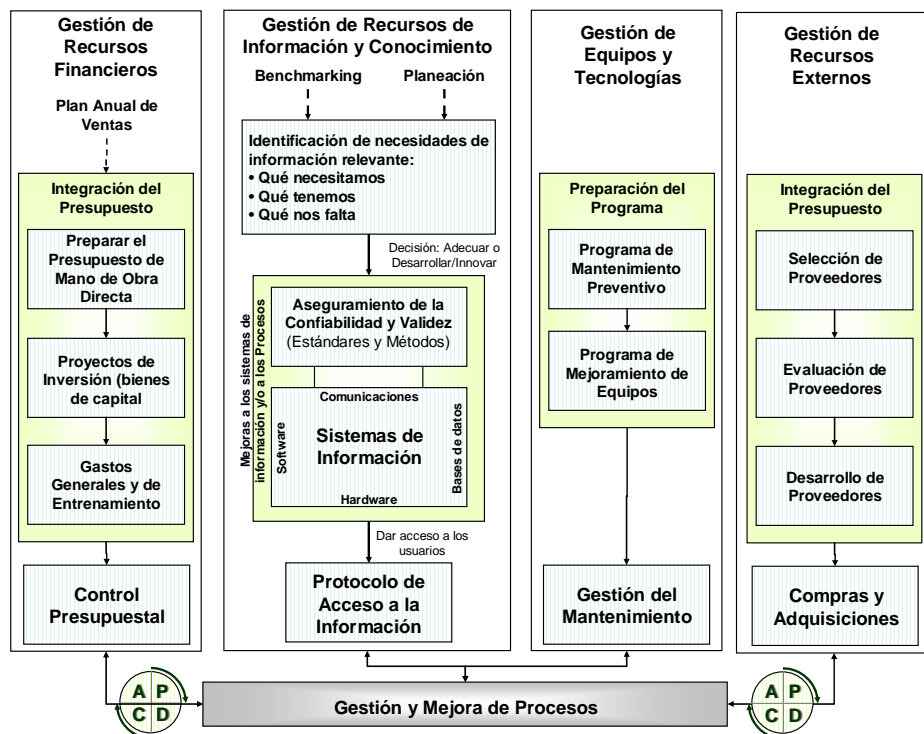 Gestión de
Recursos
Financieros
Plan Anual de
Ventas
Integración del
Presupuesto
Preparar el
Presupuesto de
Mano de Obra
Directa
Proyectos de
Inversión (bienes
de capital
Gastos
Generales y de
Entrenamiento
Control
Presupuestal
Gestión de Recursos de
Información y Conocimiento
Benchmarking
Planeación
Identificación de necesidades de
información relevante:
• Qué necesitamos
• Qué tenemos
• Qué nos falta
Decisión: Adecuar o
Desarrollar/Innovar
Mejoras a los sistemas de
información y/o a los Procesos
Aseguramiento de la
Confiabilidad y Validez
(Estándares y Métodos)
Comunicaciones
Software
Sistemas de
Información
Bases de datos
Hardware
Dar acceso a los
usuarios
Protocolo de
Acceso a la
Información
Gestión de
Equipos y
Tecnologías
Preparación del
Programa
Programa de
Mantenimiento
Preventivo
Programa de
Mejoramiento de
Equipos
Gestión del
Mantenimiento
Gestión de
Recursos
Externos
Integración del
Presupuesto
Selección de
Proveedores
Evaluación de
Proveedores
Desarrollo de
Proveedores
Compras y
Adquisiciones
A P
C D
Gestión y Mejora de Procesos
A P
C D